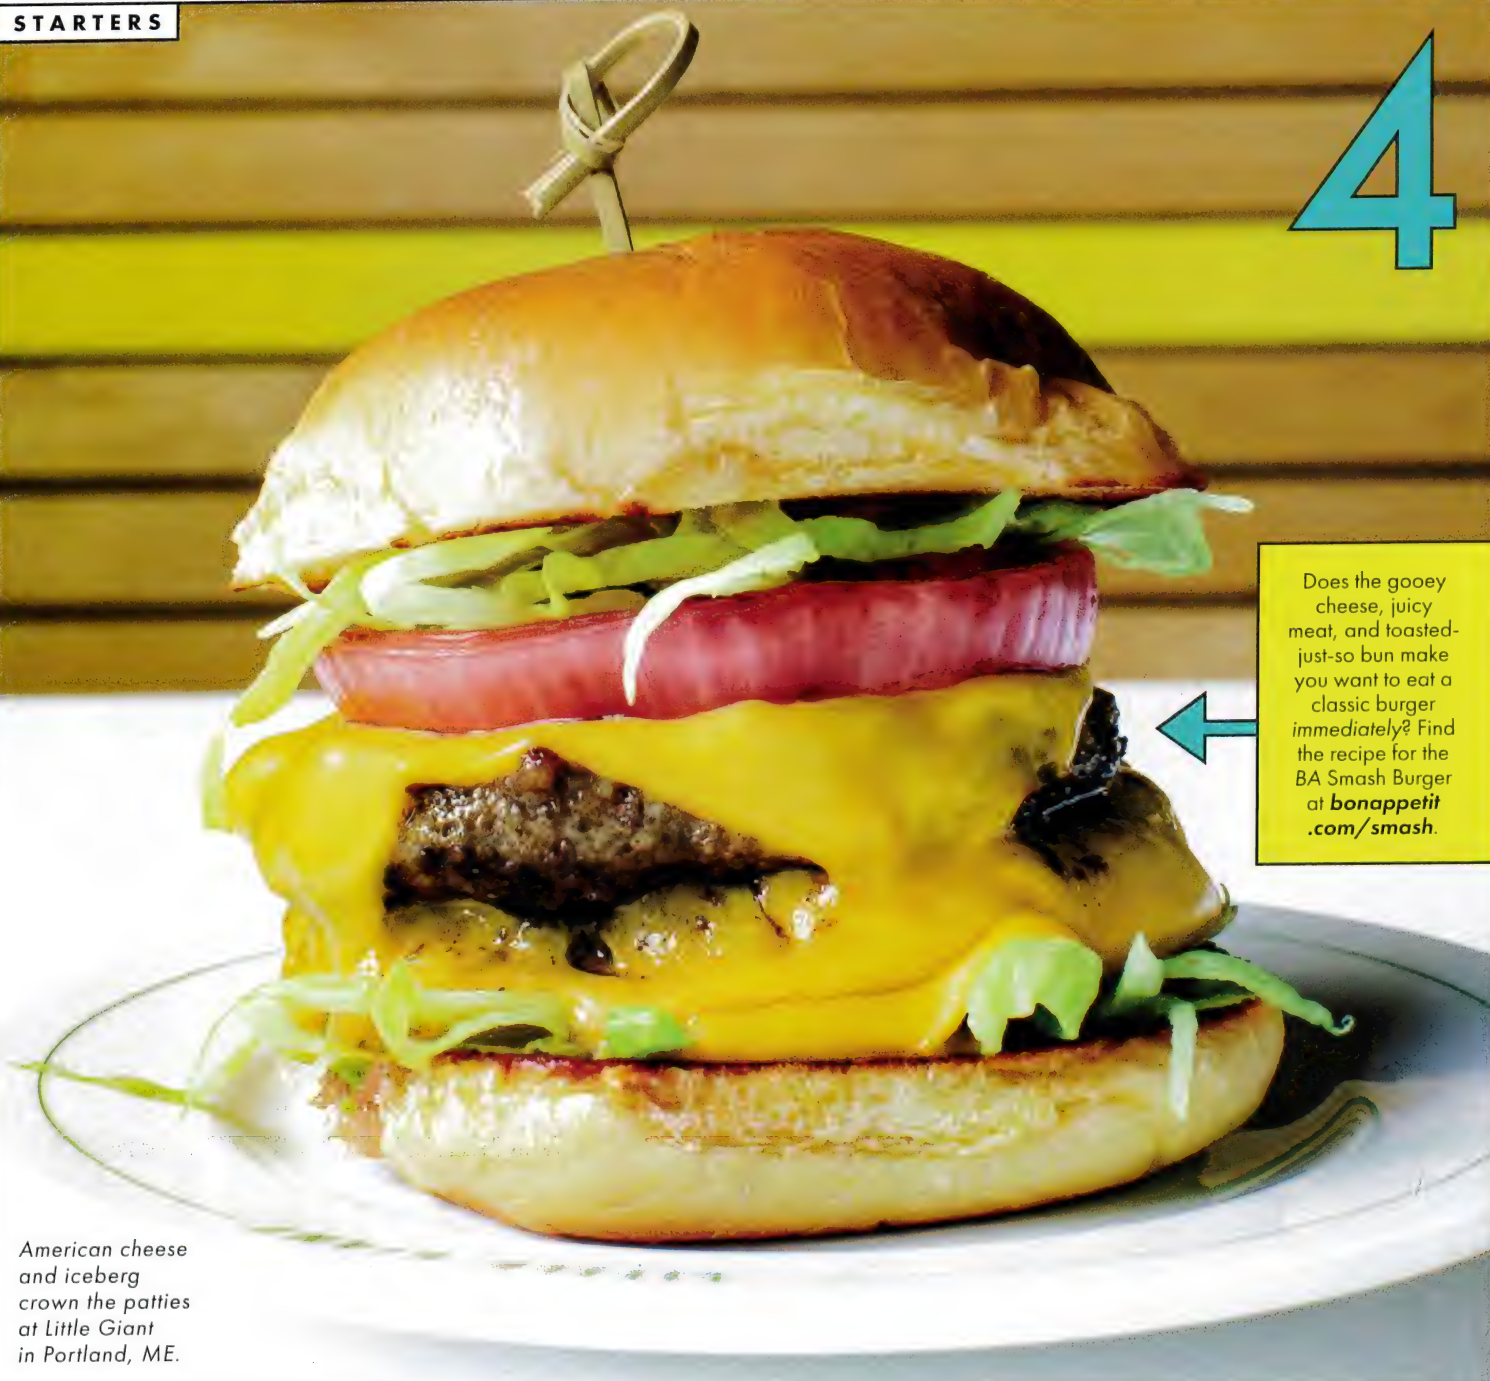 STARTERS
4
Does the gooey
cheese, juicy
meat, and toasted-
just-so bun make
you want to eat a
classic burger
immediately? Find
the recipe for the
BA Smash Burger
at bonappetit
.com/smash.
American cheese
and iceberg
crown the patties
at Little Giant
in Portland, ME.